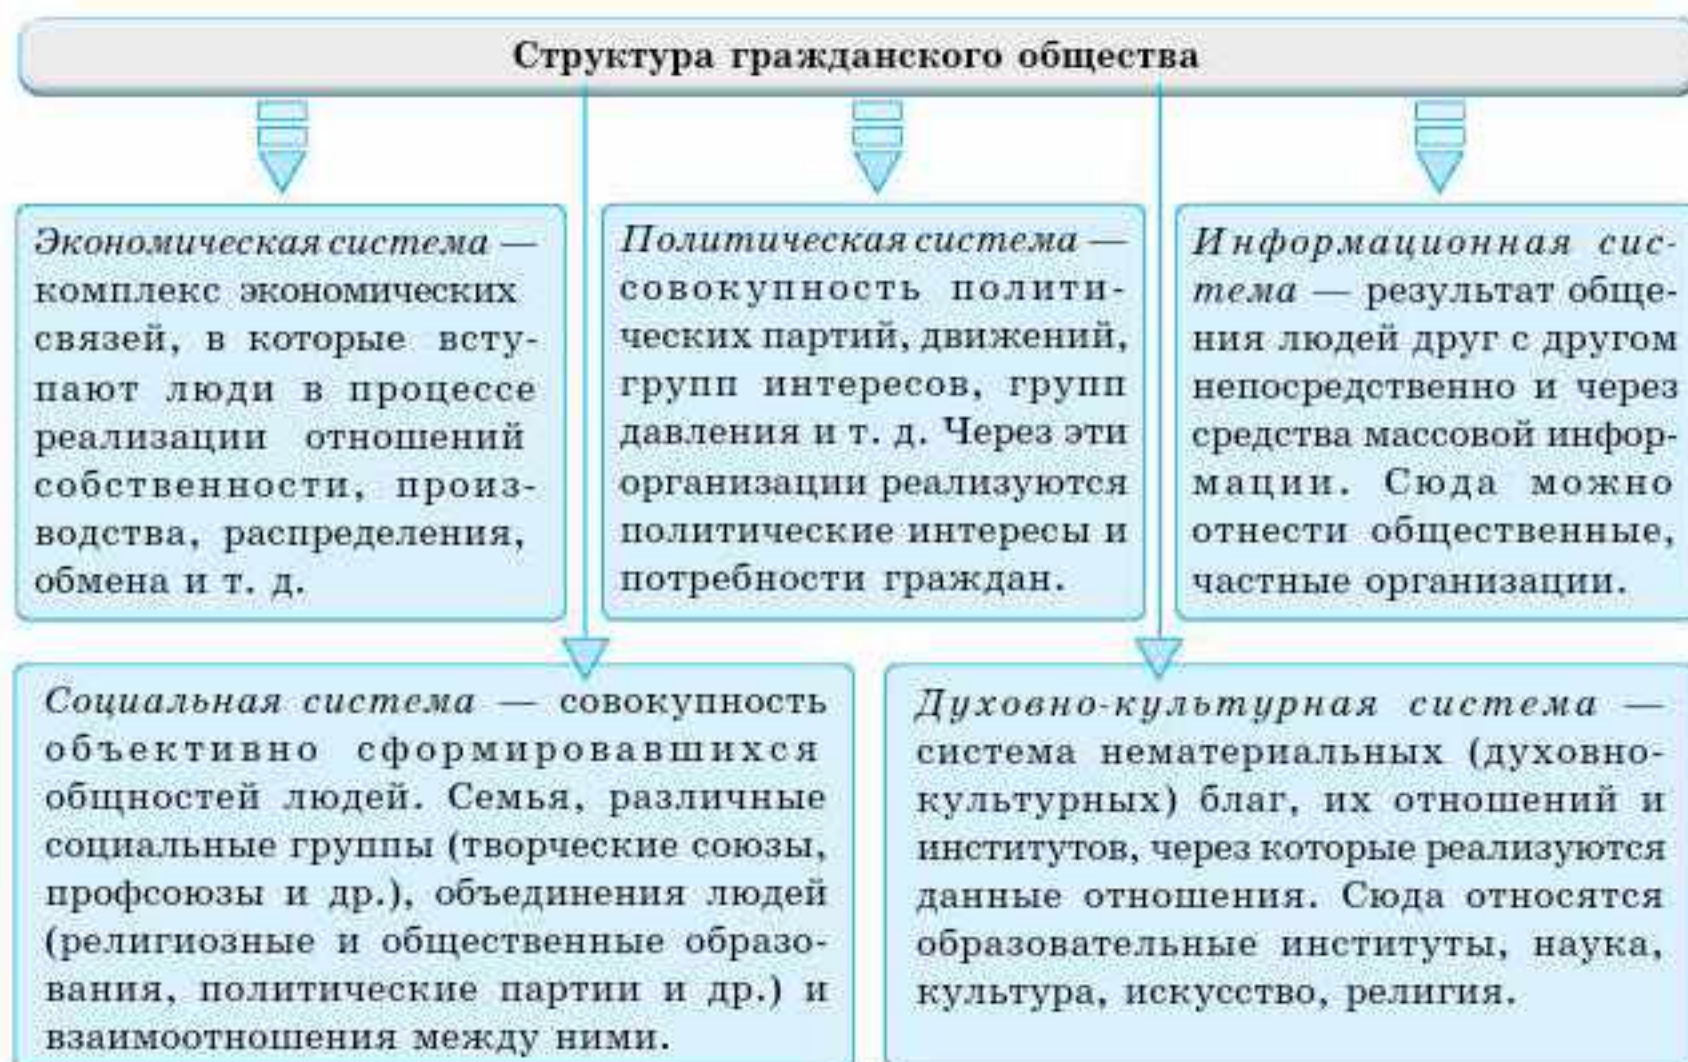 Структура гражданского общества
Экономическая система —
комплекс экономических
связей, в которые всту-
пают люди в процессе
реализации отношений
собственности, произ-
водства, распределения,
обмена и т. д.
Политическая система —
совокупность полити-
ческих партий, движений,
групп интересов, групп
давления и т. д. Через эти
организации реализуются
политические интересы и
потребности граждан.
Информационная сис-
тема — результат обще-
ния людей друг с другом
непосредственно и через
средства массовой инфор-
мации. Сюда можно
отнести общественные,
частные организации.
Социальная система — совокупность
объективно сформировавшихся
общностей людей. Семья, различные
социальные группы (творческие союзы,
профсоюзы и др.), объединения людей
(религиозные и общественные образо-
вания, политические партии и др.) и
взаимоотношения между ними.
Духовно-культурная система —
система нематериальных (духовно-
культурных) благ, их отношений и
институтов, через которые реализуются
данные отношения. Сюда относятся
образовательные институты, наука,
культура, искусство, религия.